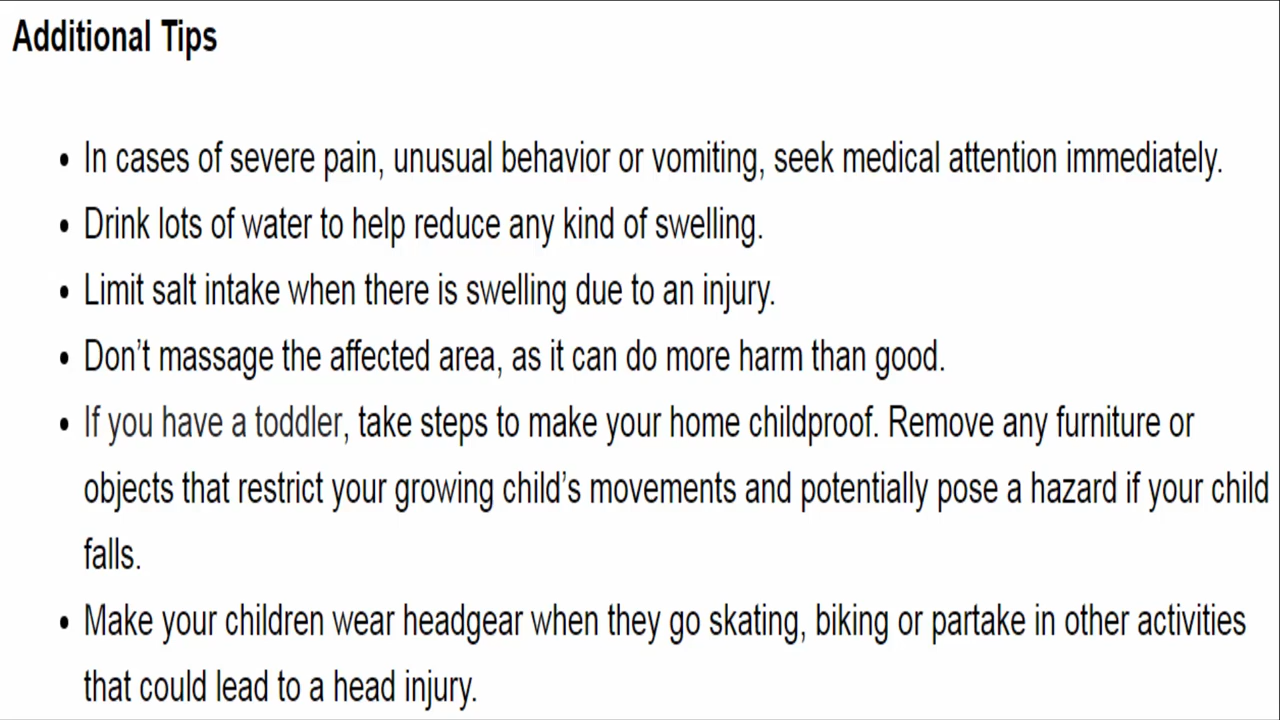 Additional Tips
• In cases of severe pain, unusual behavior or vomiting, seek medical attention immediately.
• Drink lots of water to help reduce any kind of swelling.
• Limit salt intake when there is swelling due to an injury.
• Don’t massage the affected area, as it can do more harm than good.
• If you have a toddler, take steps to make your home childproof. Remove any furniture or
objects that restrict your growing child’s movements and potentially pose a hazard if your child
falls.
• Make your children wear headgear when they go skating, biking or partake in other activities
that could lead to a head injury.